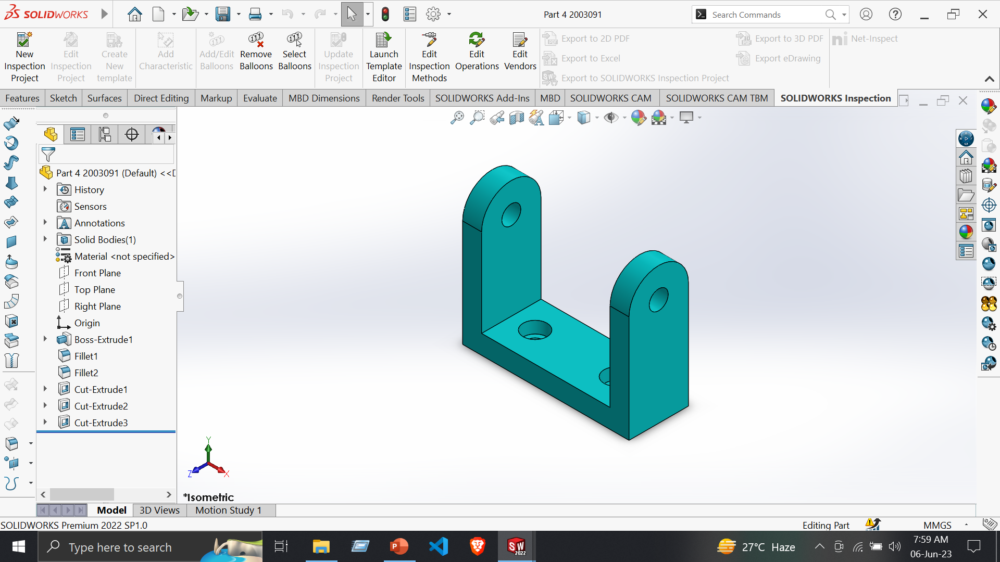 SOLIDWORKS
Part 4 2003091
Search Commands
New Inspection Project
Edit Inspection Project
Create New template
Add Characteristic
Add/Edit Balloons
Remove Balloons
Select Balloons
Update Inspection Project
Launch Template Editor
Edit Inspection Methods
Edit Operations
Edit Vendors
Export to 2D PDF
Export to Excel
Export to SOLIDWORKS Inspection Project
Export to 3D PDF
Export eDrawing
Net-Inspect
Features
Sketch
Surfaces
Direct Editing
Markup
Evaluate
MBD Dimensions
Render Tools
SOLIDWORKS Add-Ins
MBD
SOLIDWORKS CAM
SOLIDWORKS CAM TBM
SOLIDWORKS Inspection
Part 4 2003091 (Default) <<D
History
Sensors
Annotations
Solid Bodies(1)
Material <not specified>
Front Plane
Top Plane
Right Plane
Origin
Boss-Extrude1
Fillet1
Fillet2
Cut-Extrude1
Cut-Extrude2
Cut-Extrude3
Y
Z
X
*Isometric
Model
3D Views
Motion Study 1
SOLIDWORKS Premium 2022 SP1.0
Editing Part
MMGS
Type here to search
27°C Haze
7:59 AM
06-Jun-23